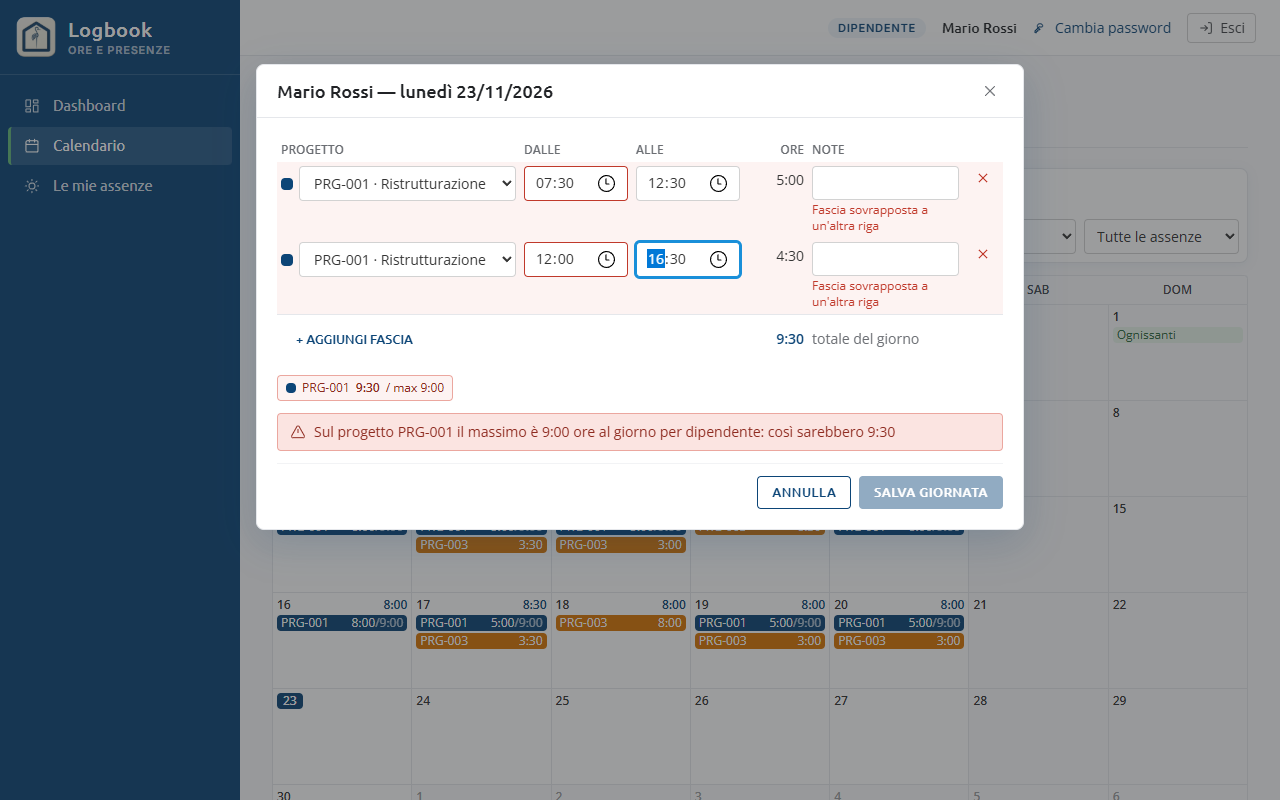 Logbook
ORE E PRESENZE
Dashboard
Calendario
Le mie assenze
DIPENDENTE Mario Rossi Cambia password Esci
Mario Rossi — lunedì 23/11/2026
PROGETTO DALLE ALLE ORE NOTE
PRG-001 · Ristrutturazione 07:30 12:30 5:00
Fascia sovrapposta a
un'altra riga
PRG-001 · Ristrutturazione 12:00 16:30 4:30
Fascia sovrapposta a
un'altra riga
+ AGGIUNGI FASCIA 9:30 totale del giorno
PRG-001 9:30 / max 9:00
Sul progetto PRG-001 il massimo è 9:00 ore al giorno per dipendente: così sarebbero 9:30
ANNULLA SALVA GIORNATA
Tutte le assenze
SAB DOM
1
Ognissanti
8
15
PRG-003 3:30 PRG-003 3:00
16 8:00 17 8:30 18 8:00 19 8:00 20 8:00 21 22
PRG-001 8:00/9:00 PRG-001 5:00/9:00 PRG-003 8:00 PRG-001 5:00/9:00 PRG-001 5:00/9:00
PRG-003 3:30 PRG-003 3:00 PRG-003 3:00
23 24 25 26 27 28 29
30 1 2 3 4 5 6